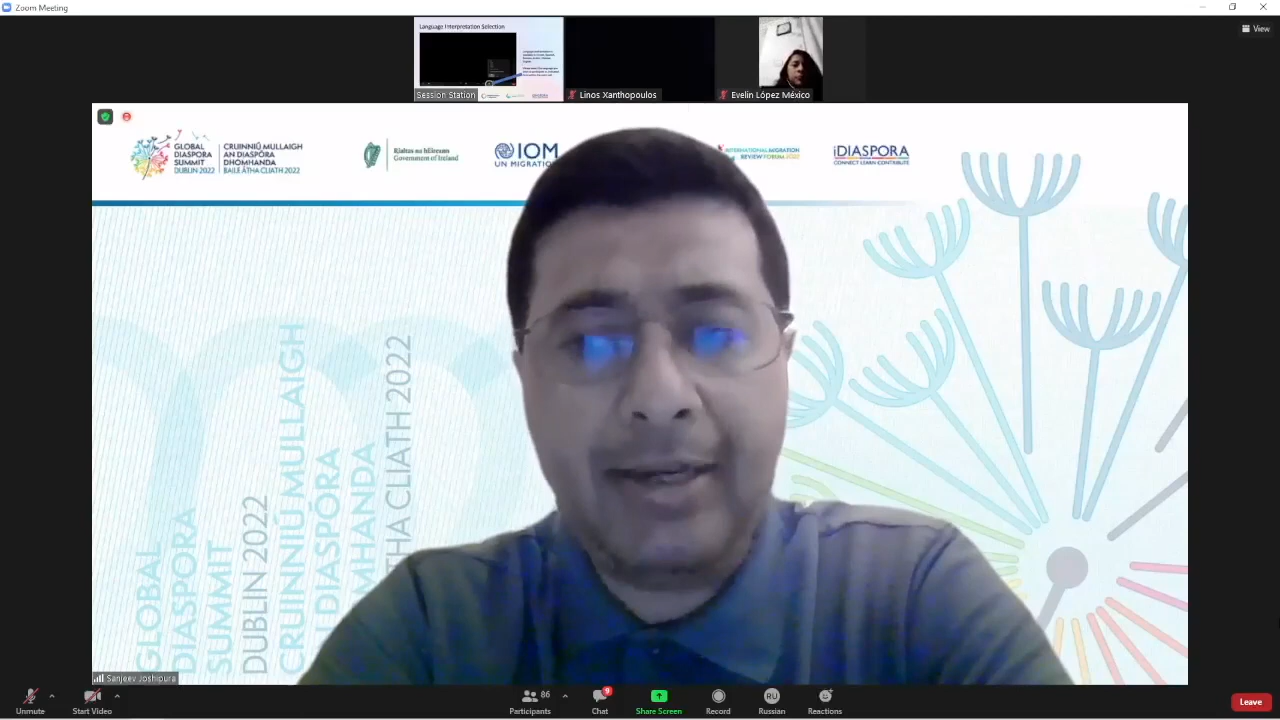 Zoom Meeting
View
Language Interpretation Selection
Session Station
Linos Xanthopoulos
Evelin López México
GLOBAL
DIASPORA
SUMMIT
DUBLIN 2022
CRUINNIÚ MULLAIGH
AN DIASPÓRA
DHOMHANDA
BAILE ÁTHA CLIATH 2022
Rialtas na hÉireann
Government of Ireland
IOM
UN MIGRATION
INTERNATIONAL MIGRATION
REVIEW FORUM 2022
iDIASPORA
CONNECT LEARN CONTRIBUTE
GLOBAL
DIASPORA
SUMMIT
DUBLIN 2022
CRUINNIÚ MULLAIGH
DIASPÓRA
MHANDA
THA CLIATH 2022
Sanjeev Joshipura
Unmute
Start Video
86
Participants
9
Chat
Share Screen
Record
RU
Russian
Reactions
Leave